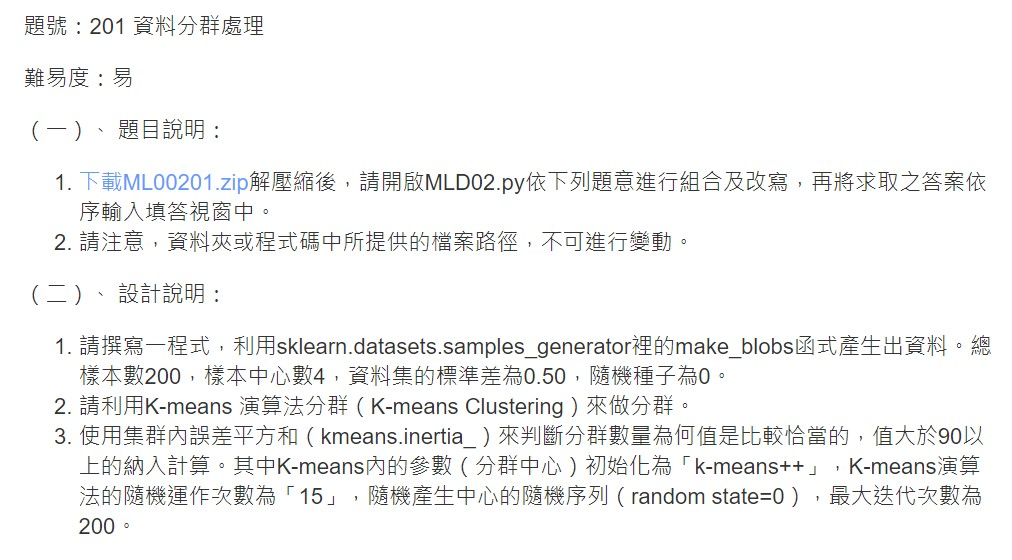 題號：201 資料分群處理
難易度：易
（一）、 題目說明：
1. 下載ML00201.zip解壓縮後，請開啟MLD02.py依下列題意進行組合及改寫，再將求取之答案依
序輸入填答視窗中。
2. 請注意，資料夾或程式碼中所提供的檔案路徑，不可進行變動。
（二）、 設計說明：
1. 請撰寫一程式，利用sklearn.datasets.samples_generator裡的make_blobs函式產生出資料。總
樣本數200，樣本中心數4，資料集的標準差為0.50，隨機種子為0。
2. 請利用K-means 演算法分群（K-means Clustering）來做分群。
3. 使用集群內誤差平方和（kmeans.inertia_）來判斷分群數量為何值是比較恰當的，值大於90以
上的納入計算。其中K-means內的參數（分群中心）初始化為「k-means++」，K-means演算
法的隨機運作次數為「15」，隨機產生中心的隨機序列（random state=0），最大迭代次數為
200。